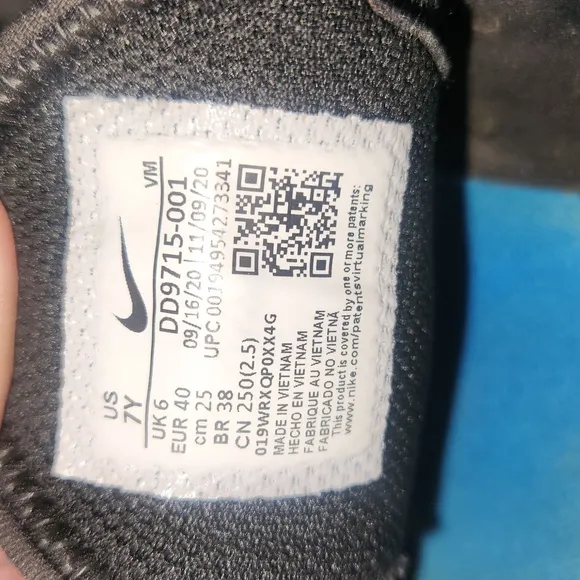 US
7Y
UK 6
EUR 40
cm 25
BR 38
CN 250(2.5)
VM
DD9715-001
09/16/20 | 11/09/20
UPC 00194954273341
019WRXQP0XX4G
MADE IN VIETNAM
HECHO EN VIETNAM
FABRIQUE AU VIETNAM
FABRICADO NO VIETNÃ
This product is covered by one or more patents:
www.nike.com/patentsvirtualmarking